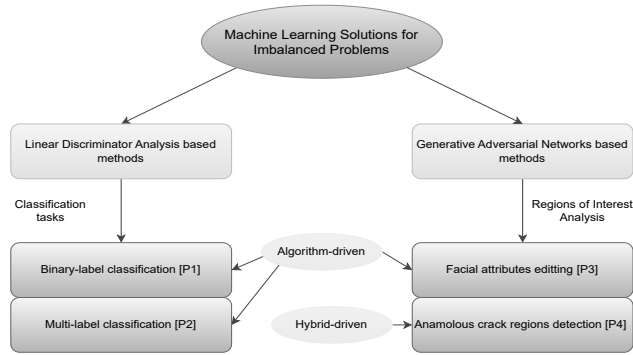 Machine Learning Solutions for
Imbalanced Problems
Linear Discriminator Analysis based
methods
Generative Adversarial Networks based
methods
Classification
tasks
Regions of Interest
Analysis
Algorithm-driven
Binary-label classification [P1]
Facial attributes editting [P3]
Multi-label classification [P2]
Hybrid-driven
Anamolous crack regions detection [P4]